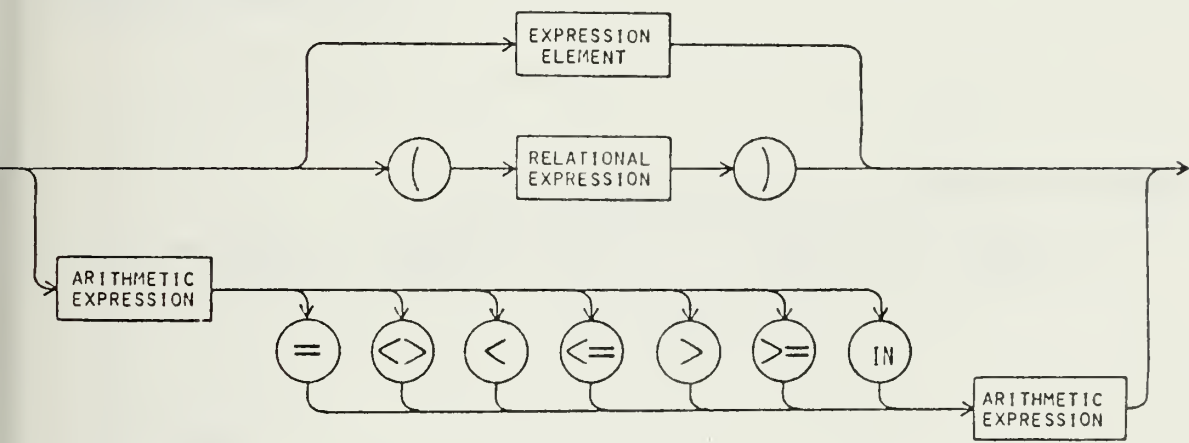 EXPRESSION
ELEMENT
(
RELATIONAL
EXPRESSION
)
ARITHMETIC
EXPRESSION
=
<>
<
<=
>
>=
IN
ARITHMETIC
EXPRESSION